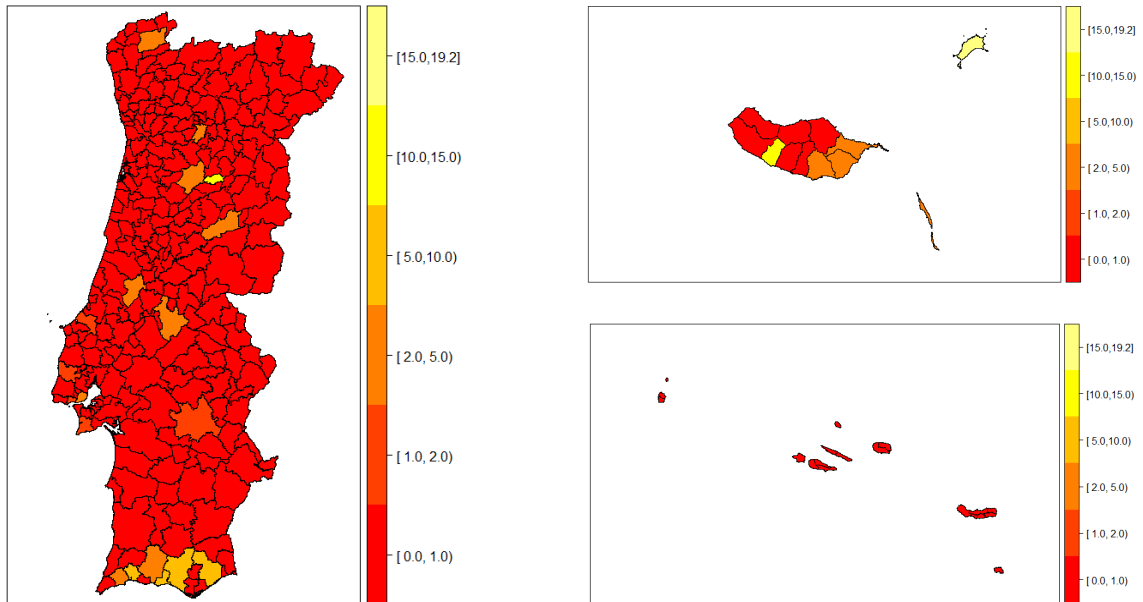 [15.0,19.2]
[10.0,15.0)
[ 5.0,10.0)
[ 2.0, 5.0)
[ 1.0, 2.0)
[ 0.0, 1.0)
[15.0,19.2]
[10.0,15.0)
[ 5.0,10.0)
[ 2.0, 5.0)
[ 1.0, 2.0)
[ 0.0, 1.0)
[15.0,19.2]
[10.0,15.0)
[ 5.0,10.0)
[ 2.0, 5.0)
[ 1.0, 2.0)
[ 0.0, 1.0)